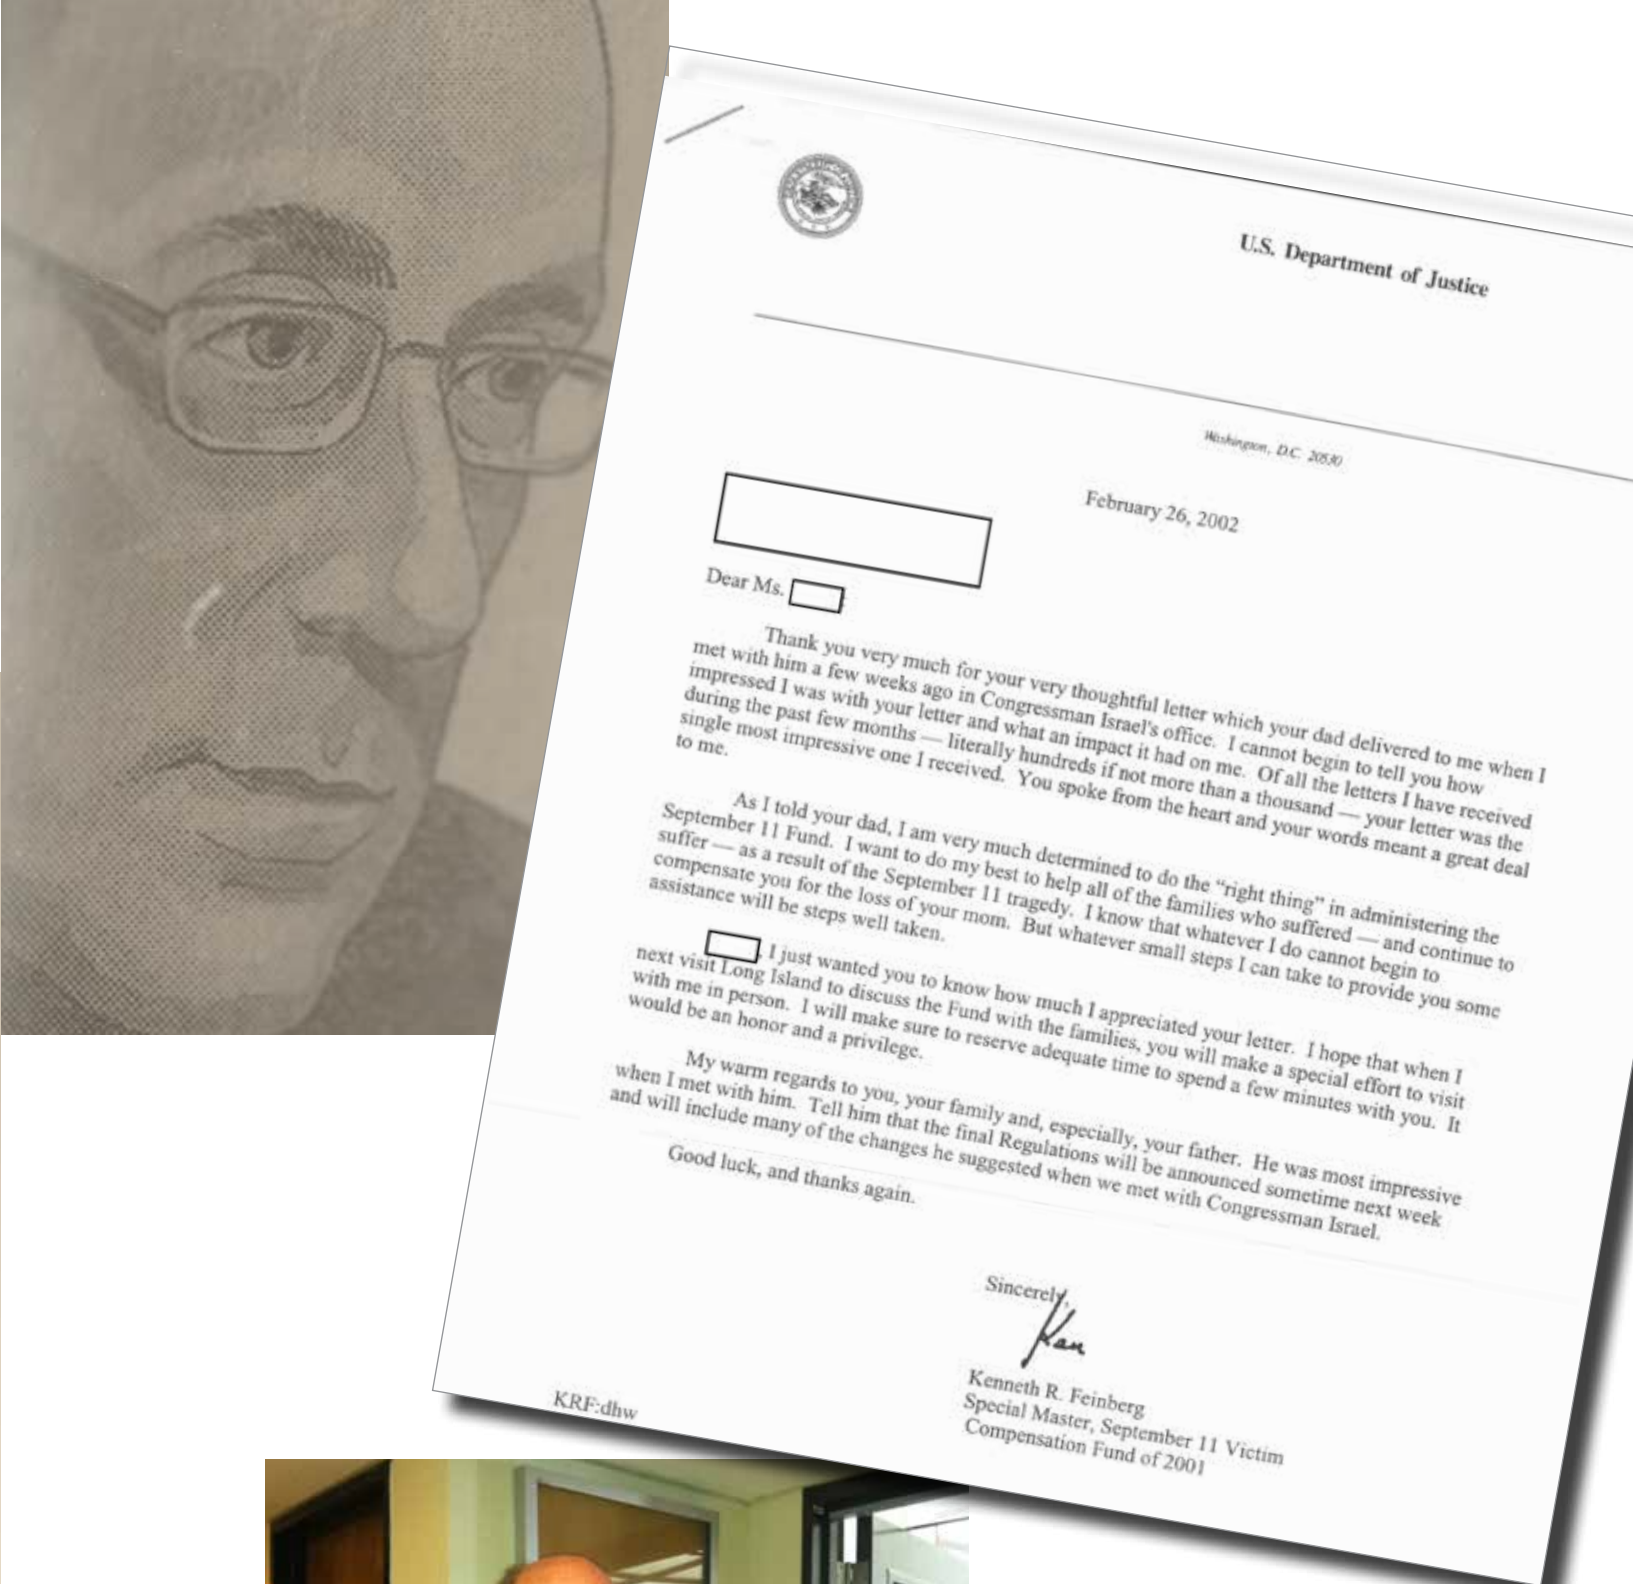 U.S. Department of Justice
Washington, D.C. 20530
February 26, 2002
Dear Ms.
Thank you very much for your very thoughtful letter which your dad delivered to me when I
met with him a few weeks ago in Congressman Israel's office. I cannot begin to tell you how
impressed I was with your letter and what an impact it had on me. Of all the letters I have received
during the past few months — literally hundreds if not more than a thousand — your letter was the
single most impressive one I received. You spoke from the heart and your words meant a great deal
to me.
As I told your dad, I am very much determined to do the “right thing” in administering the
September 11 Fund. I want to do my best to help all of the families who suffered — and continue to
suffer — as a result of the September 11 tragedy. I know that whatever I do cannot begin to
compensate you for the loss of your mom. But whatever small steps I can take to provide you some
assistance will be steps well taken.
, I just wanted you to know how much I appreciated your letter. I hope that when I
next visit Long Island to discuss the Fund with the families, you will make a special effort to visit
with me in person. I will make sure to reserve adequate time to spend a few minutes with you. It
would be an honor and a privilege.
My warm regards to you, your family and, especially, your father. He was most impressive
when I met with him. Tell him that the final Regulations will be announced sometime next week
and will include many of the changes he suggested when we met with Congressman Israel.
Good luck, and thanks again.
Sincerely,
Ken
Kenneth R. Feinberg
Special Master, September 11 Victim
Compensation Fund of 2001
KRF:dhw